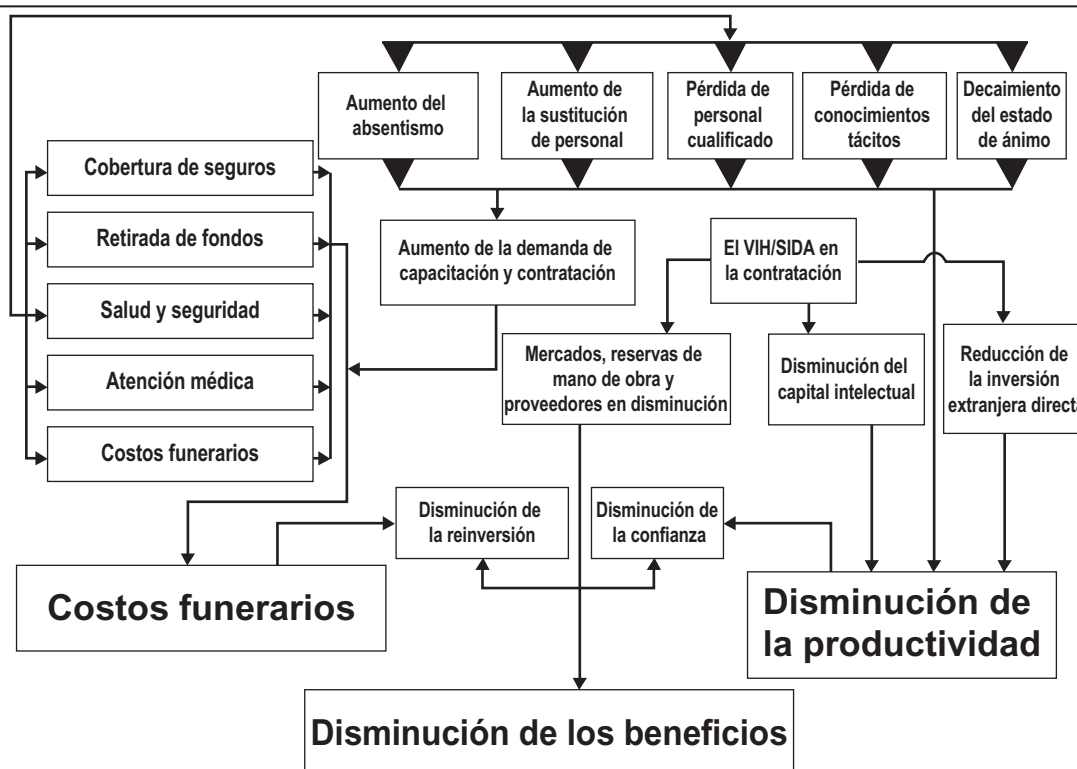 Aumento del
absentismo
Aumento de
la sustitución
de personal
Pérdida de
personal
cualificado
Pérdida de
conocimientos
tácitos
Decaimiento
del estado
de ánimo
Cobertura de seguros
Retirada de fondos
Salud y seguridad
Atención médica
Costos funerarios
Aumento de la demanda de
capacitación y contratación
El VIH/SIDA en
la contratación
Mercados, reservas de
mano de obra y
proveedores en disminución
Disminución del
capital intelectual
Reducción de
la inversión
extranjera directa
Disminución de
la reinversión
Disminución de
la confianza
Costos funerarios
Disminución de
la productividad
Disminución de los beneficios